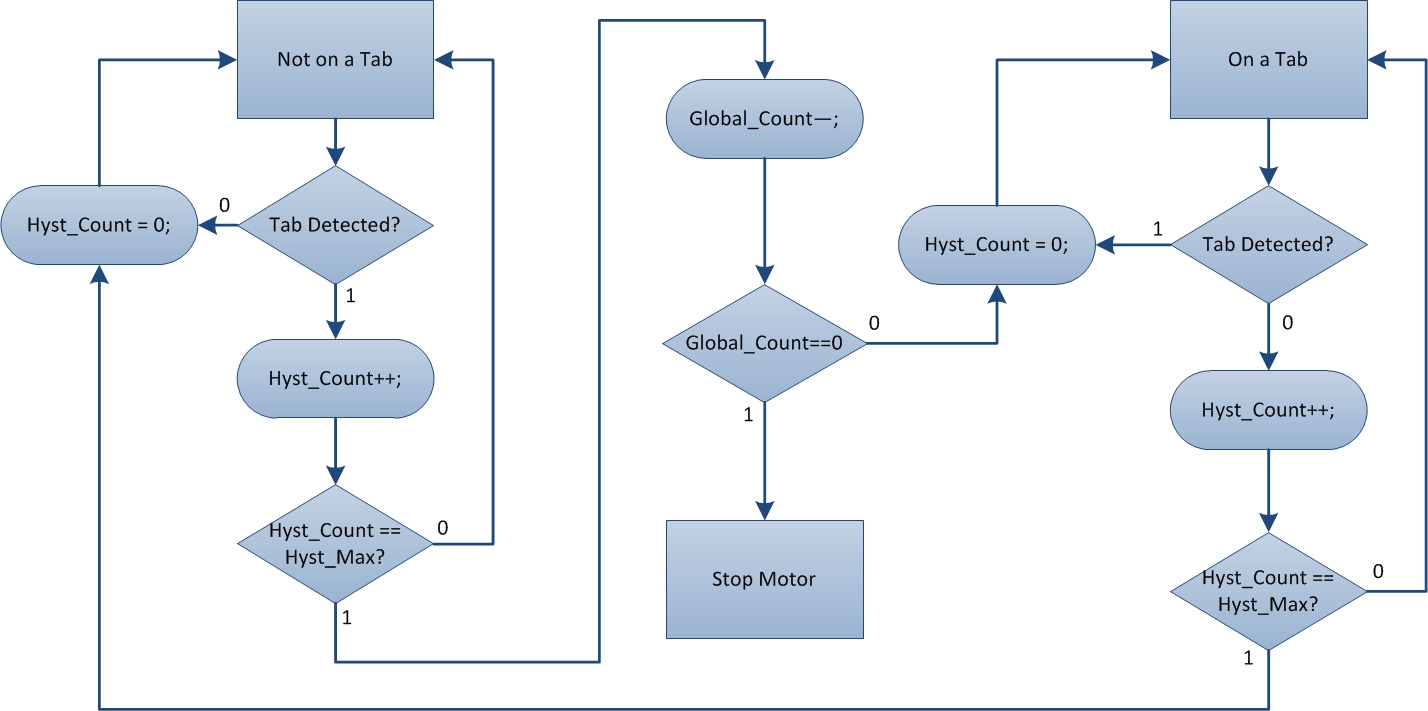 Not on a Tab
Tab Detected?
0
Hyst_Count = 0;
1
Hyst_Count++;
Hyst_Count ==
Hyst_Max?
0
1
Global_Count—;
Global_Count==0
0
1
Stop Motor
On a Tab
Tab Detected?
1
Hyst_Count = 0;
0
Hyst_Count++;
Hyst_Count ==
Hyst_Max?
0
1